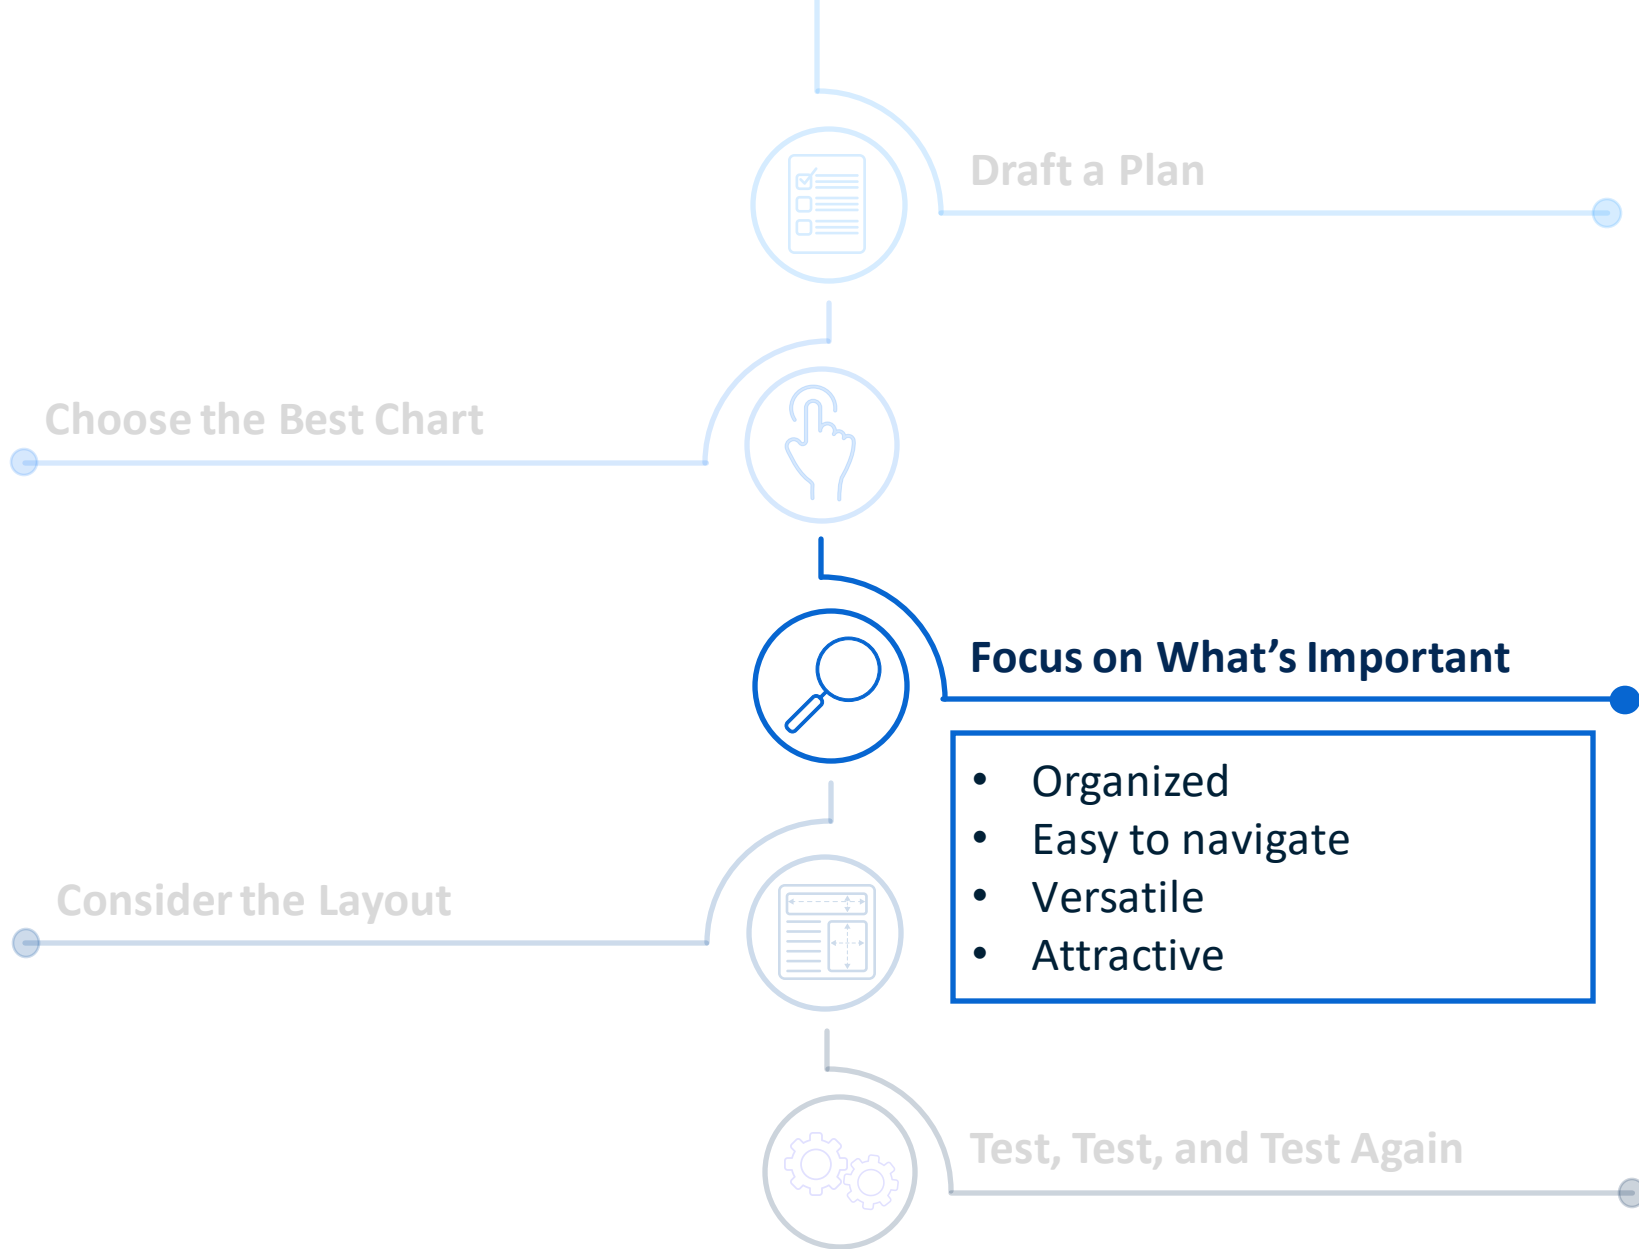 Draft a Plan
Choose the Best Chart
Focus on What’s Important
• Organized
• Easy to navigate
• Versatile
• Attractive
Consider the Layout
Test, Test, and Test Again